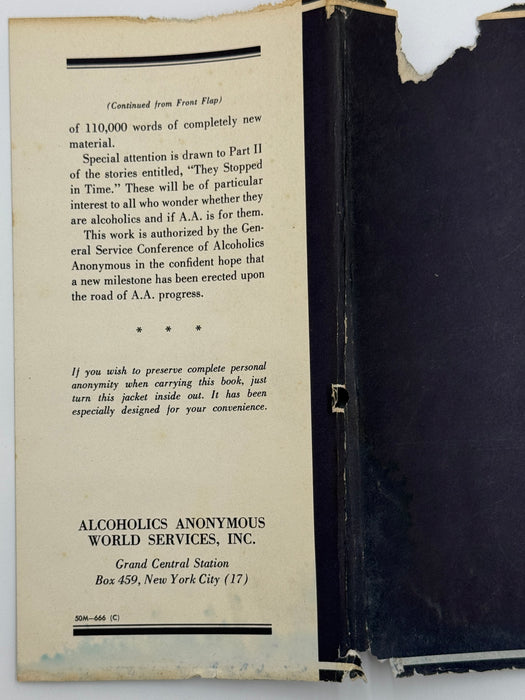 (Continued from Front Flap)
of 110,000 words of completely new
material.
Special attention is drawn to Part II
of the stories entitled, "They Stopped
in Time." These will be of particular
interest to all who wonder whether they
are alcoholics and if A.A. is for them.
This work is authorized by the Gen-
eral Service Conference of Alcoholics
Anonymous in the confident hope that
a new milestone has been erected upon
the road of A.A. progress.
* * *
If you wish to preserve complete personal
anonymity when carrying this book, just
turn this jacket inside out. It has been
especially designed for your convenience.
ALCOHOLICS ANONYMOUS
WORLD SERVICES, INC.
Grand Central Station
Box 459, New York City (17)
50M—666 (C)